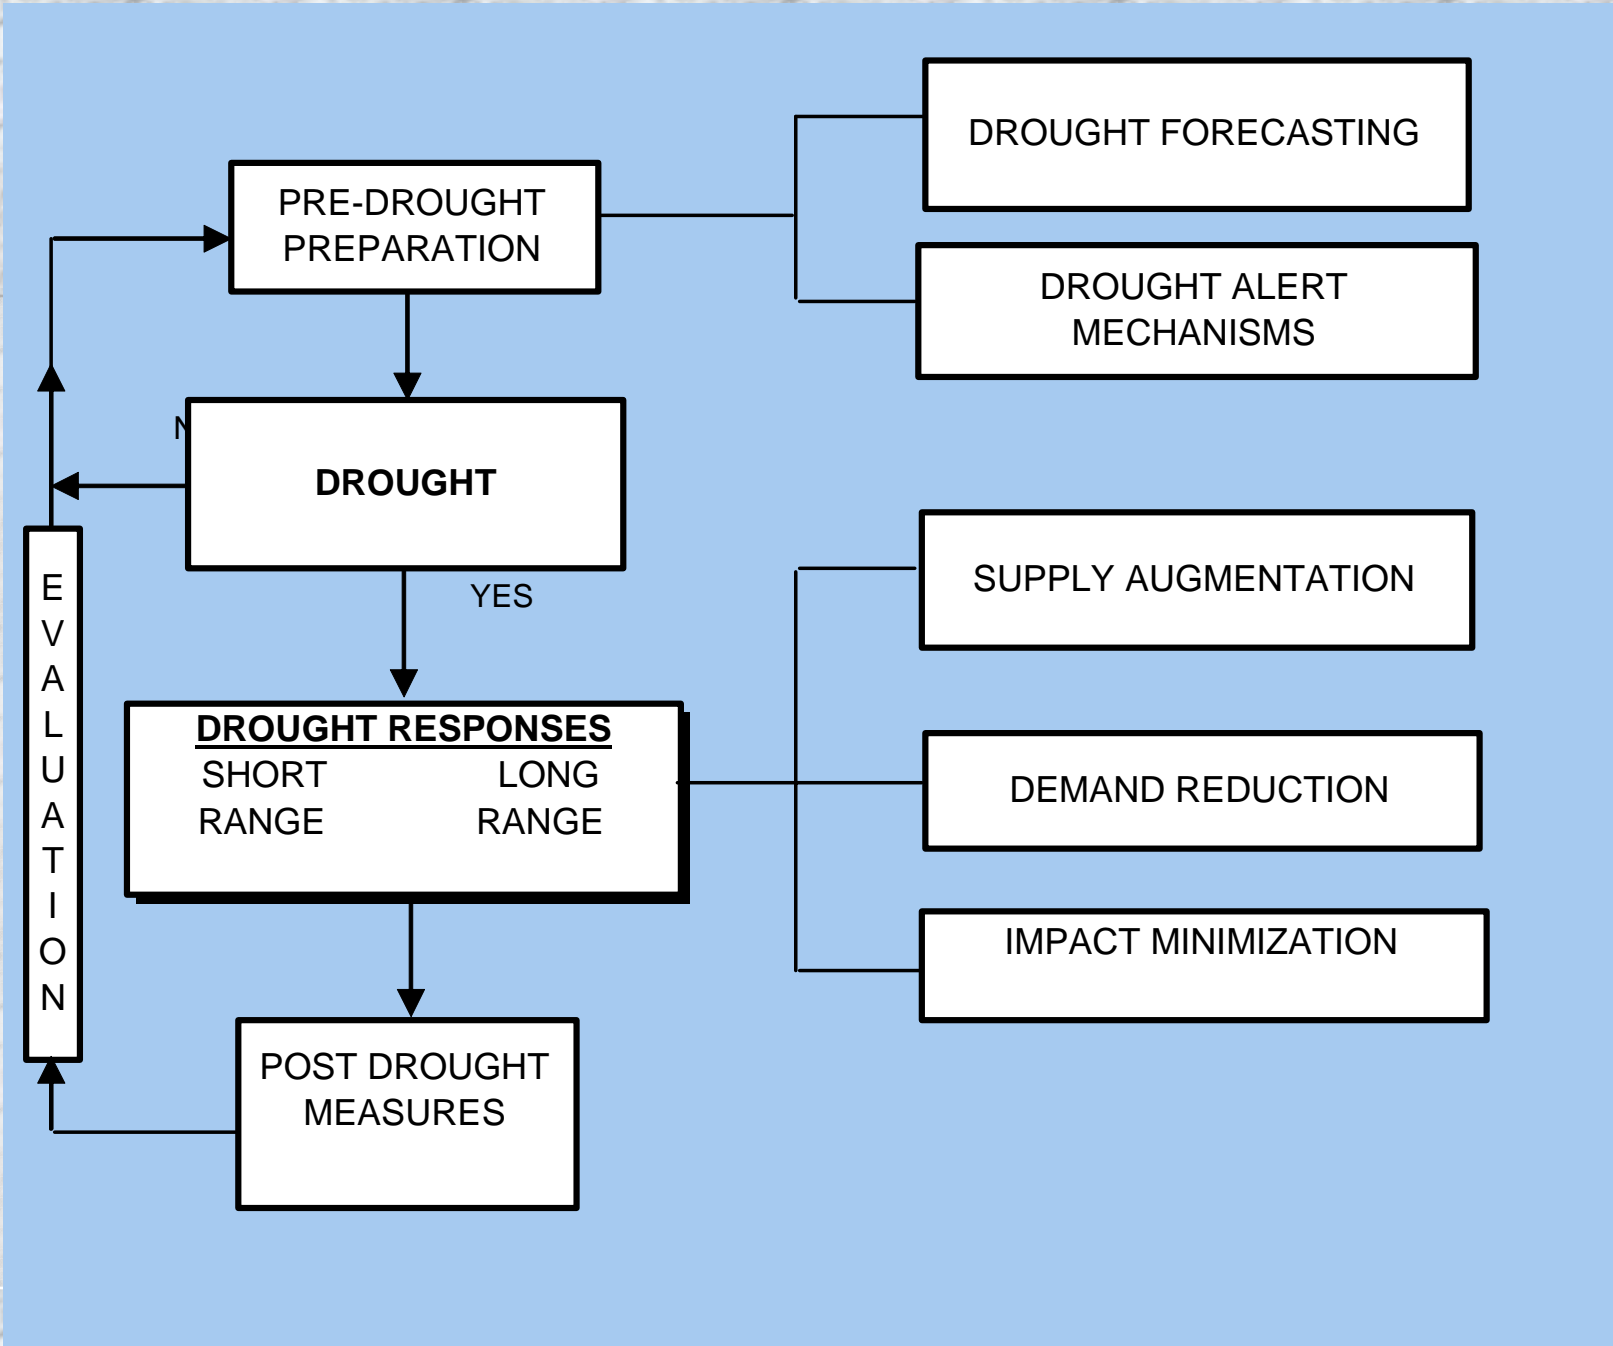 DROUGHT FORECASTING
PRE-DROUGHT
PREPARATION
DROUGHT ALERT
MECHANISMS
DROUGHT
YES
SUPPLY AUGMENTATION
EVALUATION
DROUGHT RESPONSES
SHORT LONG
RANGE RANGE
DEMAND REDUCTION
IMPACT MINIMIZATION
POST DROUGHT
MEASURES